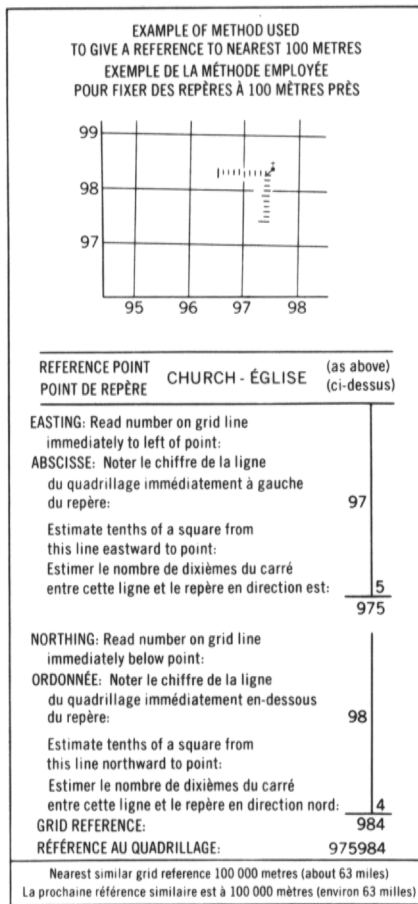 EXAMPLE OF METHOD USED
TO GIVE A REFERENCE TO NEAREST 100 METRES
EXEMPLE DE LA MÉTHODE EMPLOYÉE
POUR FIXER DES REPÈRES À 100 MÈTRES PRÈS
99
98
97
95 96 97 98
REFERENCE POINT
POINT DE REPÈRE
CHURCH - ÉGLISE
(as above)
(ci-dessus)
EASTING: Read number on grid line
immediately to left of point:
ABSCISSE: Noter le chiffre de la ligne
du quadrillage immédiatement à gauche
du repère: 97
Estimate tenths of a square from
this line eastward to point:
Estimer le nombre de dixièmes du carré
entre cette ligne et le repère en direction est: 5
975
NORTHING: Read number on grid line
immediately below point:
ORDONNÉE: Noter le chiffre de la ligne
du quadrillage immédiatement en-dessous
du repère: 98
Estimate tenths of a square from
this line northward to point:
Estimer le nombre de dixièmes du carré
entre cette ligne et le repère en direction nord: 4
GRID REFERENCE: 984
RÉFÉRENCE AU QUADRILLAGE: 975984
Nearest similar grid reference 100 000 metres (about 63 miles)
La prochaine référence similaire est à 100 000 mètres (environ 63 milles)